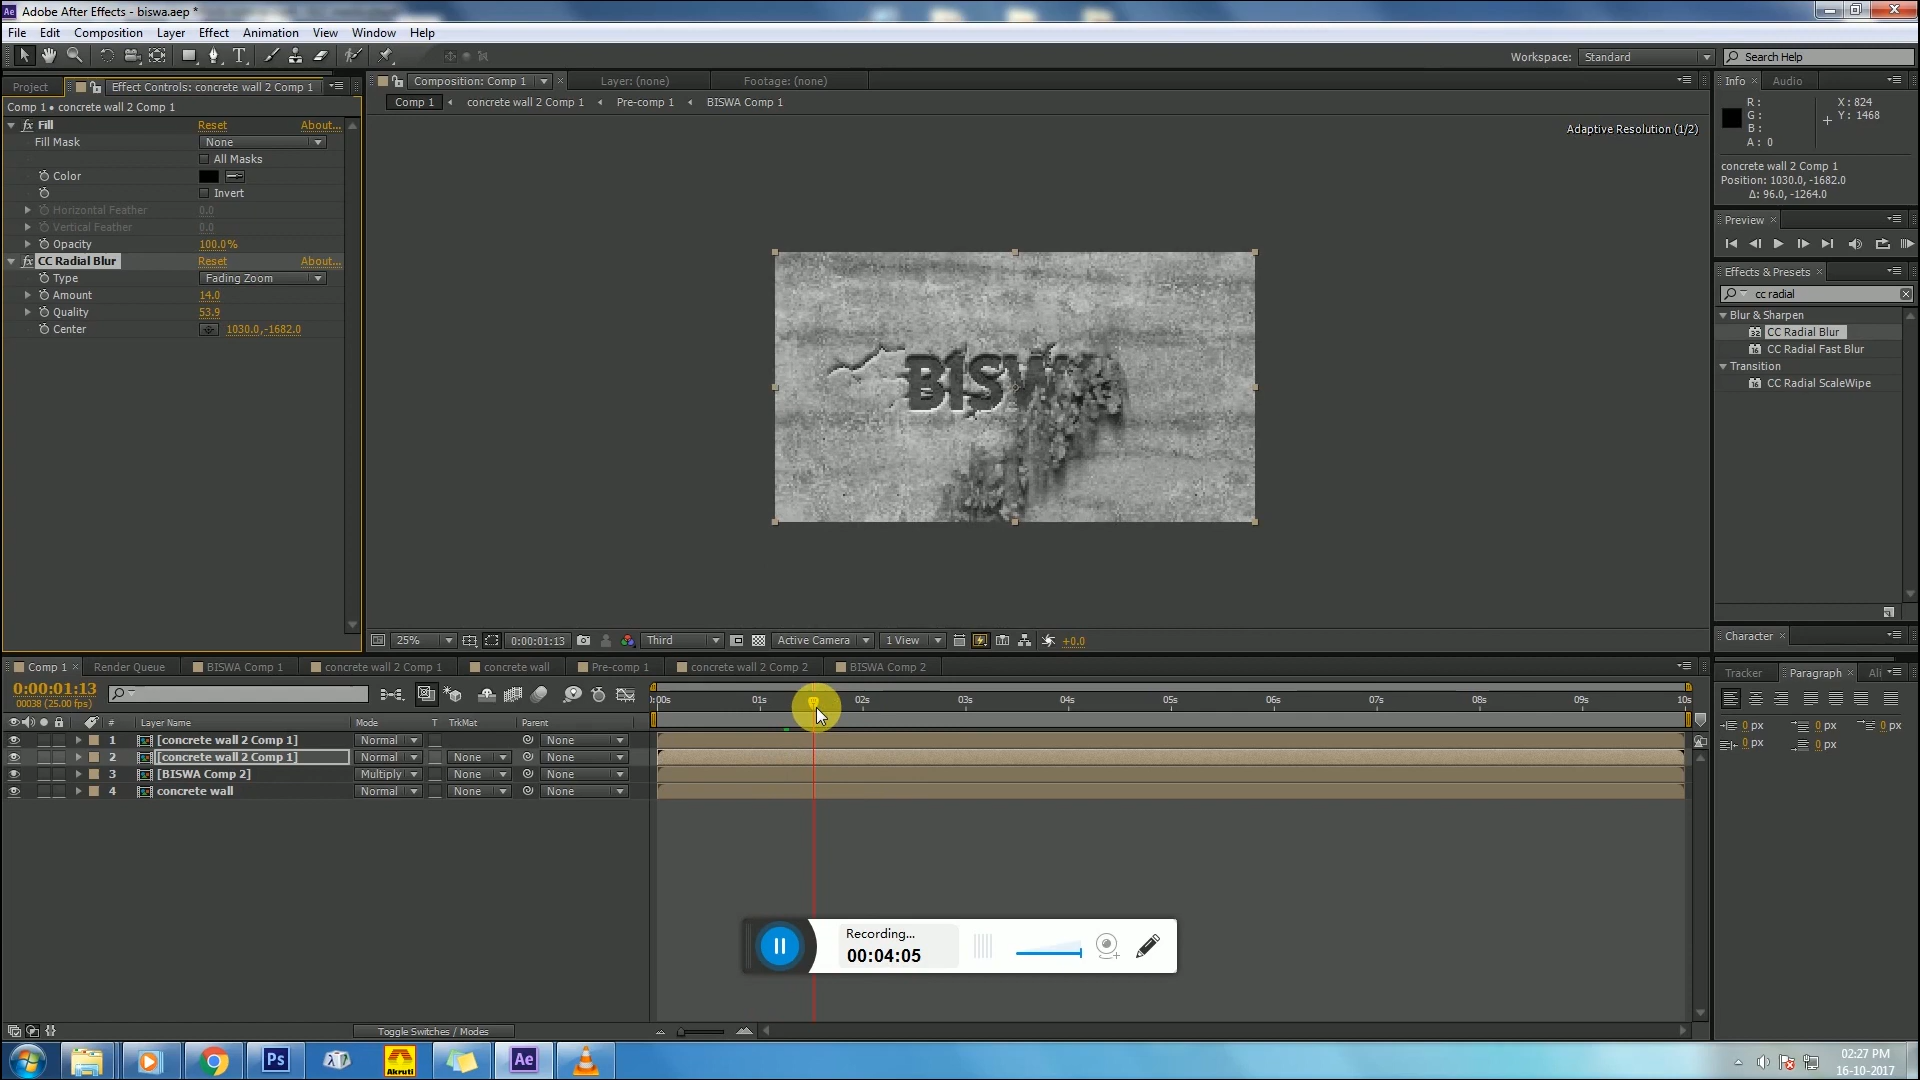 Adobe After Effects - biswa.aep *
File Edit Composition Layer Effect Animation View Window Help
Workspace: Standard Search Help
Project Effect Controls: concrete wall 2 Comp 1
Comp 1 • concrete wall 2 Comp 1
Fill Reset About...
Fill Mask None
All Masks
Color
Invert
Horizontal Feather 0.0
Vertical Feather 0.0
Opacity 100.0%
CC Radial Blur Reset About...
Type Fading Zoom
Amount 14.0
Quality 53.9
Center 1030.0,-1682.0
Composition: Comp 1 Layer: (none) Footage: (none)
Comp 1 concrete wall 2 Comp 1 Pre-comp 1 BISWA Comp 1
Adaptive Resolution (1/2)
BISWA
25% 0:00:01:13 Third Active Camera 1 View +0.0
Info Audio
R: X: 824
G: Y: 1468
B:
A: 0
concrete wall 2 Comp 1
Position: 1030.0, -1682.0
Δ: 96.0, -1264.0
Preview
Effects & Presets
cc radial
Blur & Sharpen
32 CC Radial Blur
16 CC Radial Fast Blur
Transition
16 CC Radial ScaleWipe
Character
Tracker Paragraph Ali
0 px 0 px 0 px
0 px 0 px
Comp 1 Render Queue BISWA Comp 1 concrete wall 2 Comp 1 concrete wall Pre-comp 1 concrete wall 2 Comp 2 BISWA Comp 2
0:00:01:13
00038 (25.00 fps)
:00s 01s 02s 03s 04s 05s 06s 07s 08s 09s 10s
# Layer Name Mode T TrkMat Parent
1 [concrete wall 2 Comp 1] Normal None
2 [concrete wall 2 Comp 1] Normal None None
3 [BISWA Comp 2] Multiply None None
4 concrete wall Normal None None
Recording...
00:04:05
Toggle Switches / Modes
Ps Akruti Ae
02:27 PM
16-10-2017